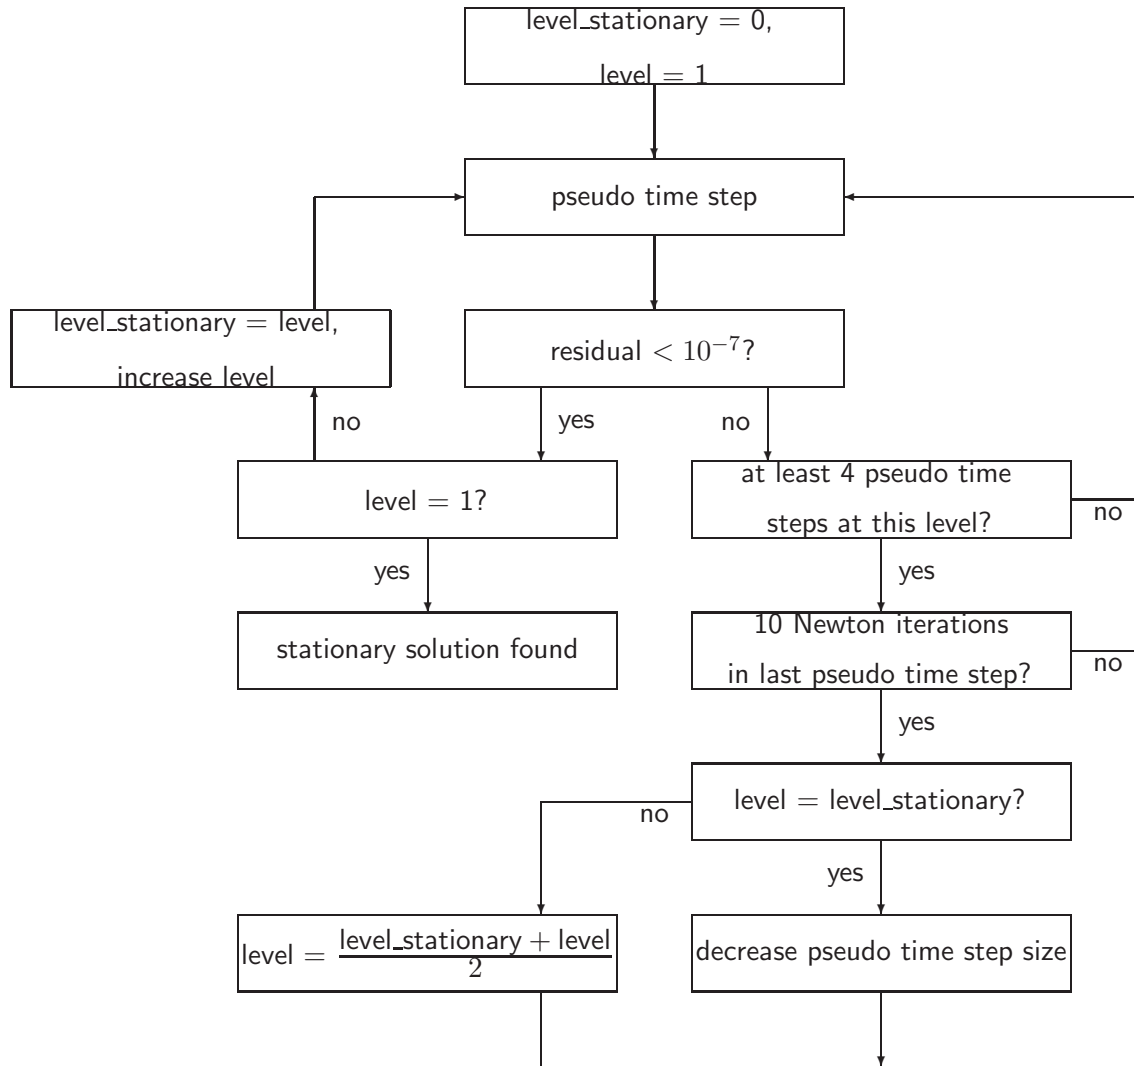 level_stationary = 0,
level = 1
pseudo time step
level_stationary = level,
increase level
residual < 10⁻⁷?
no
yes
no
level = 1?
at least 4 pseudo time
steps at this level?
no
yes
yes
stationary solution found
10 Newton iterations
in last pseudo time step?
no
yes
level = level_stationary?
no
yes
level = (level_stationary + level)/2
decrease pseudo time step size